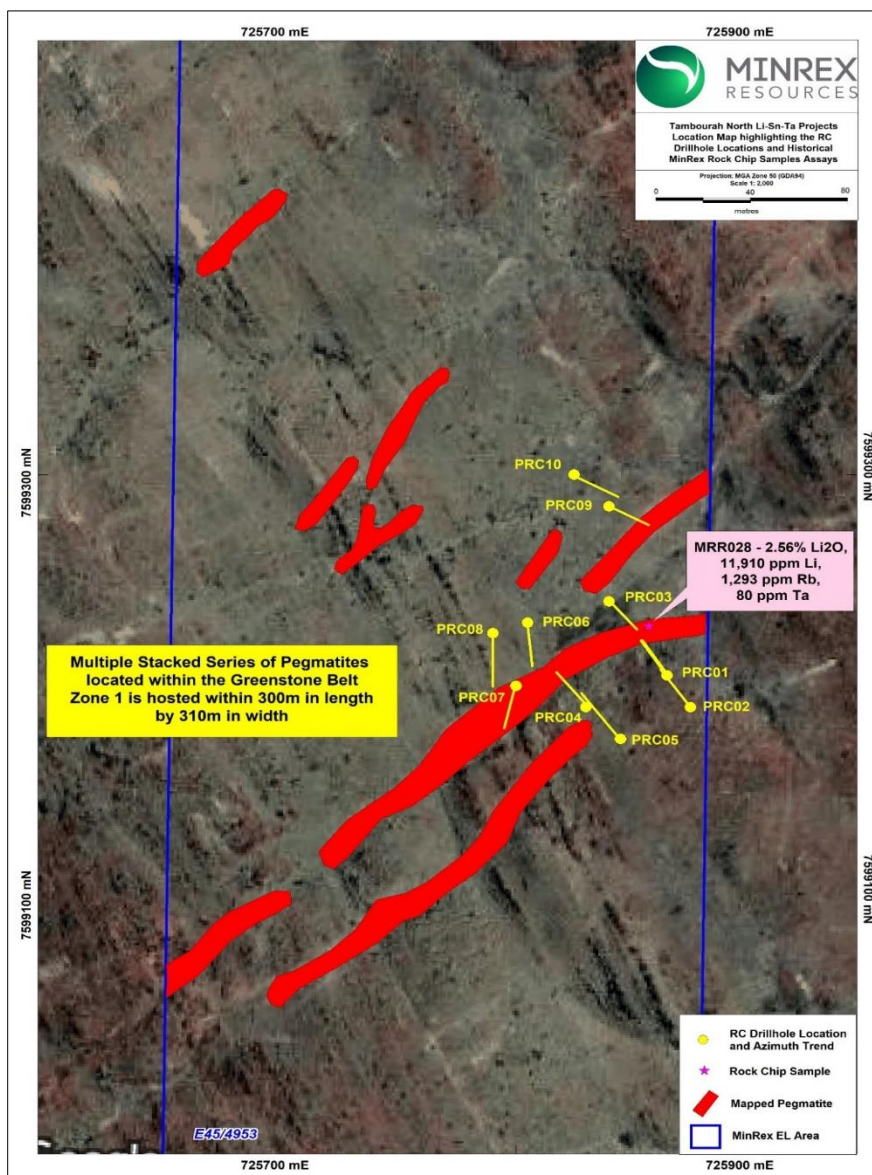 725700 mE
725900 mE
MINREX
RESOURCES
Tambourah North Li-Sn-Ta Projects
Location Map highlighting the RC
Drillhole Locations and Historical
MinRex Rock Chip Samples Assays
Projection: MGA Zone 50 (GDA94)
Scale 1: 2,000
0 40 80
metres
7599300 mN
7599300 mN
PRC10
PRC09
MRR028 - 2.56% Li2O,
11,910 ppm Li,
1,293 ppm Rb,
80 ppm Ta
PRC03
PRC08
PRC06
PRC01
PRC07
PRC02
PRC04
PRC05
Multiple Stacked Series of Pegmatites
located within the Greenstone Belt
Zone 1 is hosted within 300m in length
by 310m in width
7599100 mN
7599100 mN
RC Drillhole Location
and Azimuth Trend
Rock Chip Sample
Mapped Pegmatite
MinRex EL Area
E45/4953
725700 mE
725900 mE